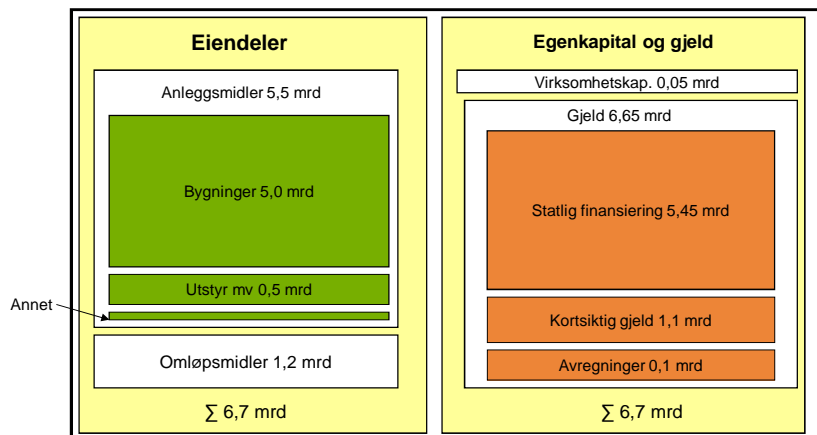 Eiendeler
Anleggsmidler 5,5 mrd
Bygninger 5,0 mrd
Utstyr mv 0,5 mrd
Annet
Omløpsmidler 1,2 mrd
∑ 6,7 mrd
Egenkapital og gjeld
Virksomhetskap. 0,05 mrd
Gjeld 6,65 mrd
Statlig finansiering 5,45 mrd
Kortsiktig gjeld 1,1 mrd
Avregninger 0,1 mrd
∑ 6,7 mrd